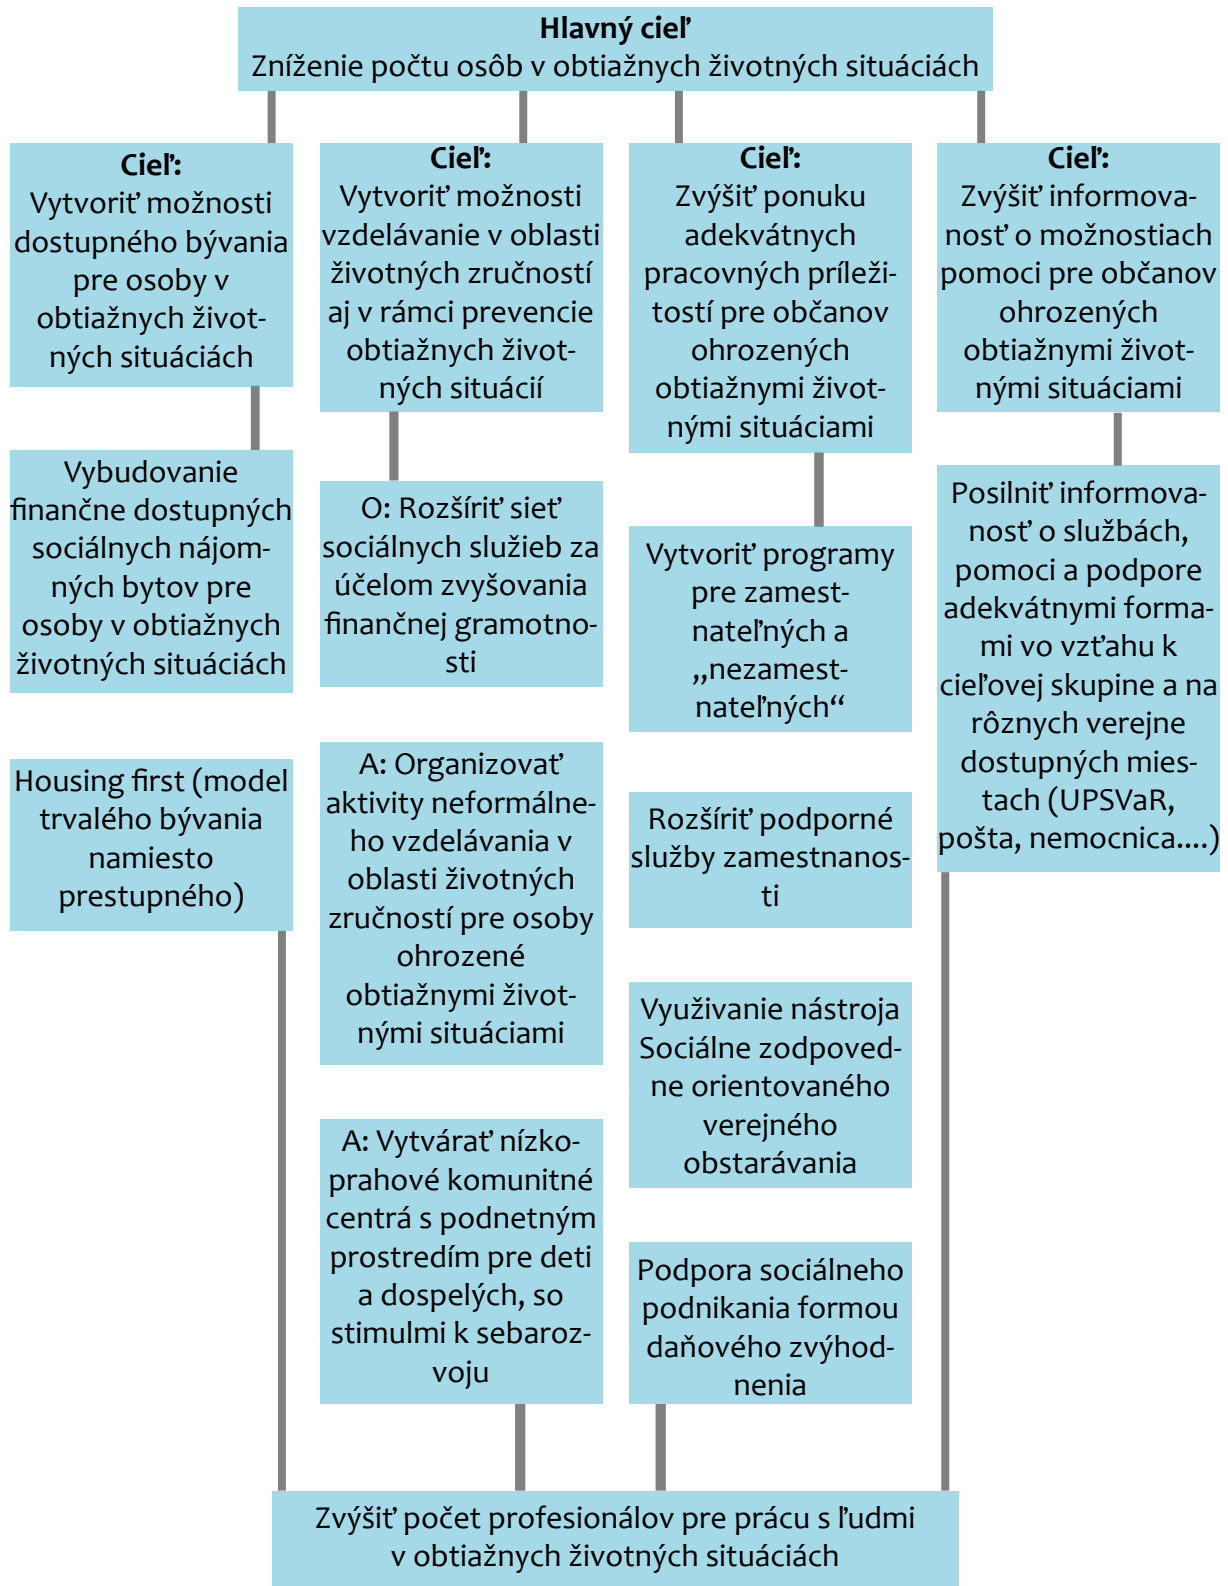 Hlavný cieľ
Zníženie počtu osôb v obtiažnych životných situáciách
Cieľ:
Vytvoriť možnosti
dostupného bývania
pre osoby v
obtiažnych život-
ných situáciách
Vybudovanie
finančne dostupných
sociálnych nájom-
ných bytov pre
osoby v obtiažnych
životných situáciách
Housing first (model
trvalého bývania
namiesto
prestupného)
Cieľ:
Vytvoriť možnosti
vzdelávanie v oblasti
životných zručností
aj v rámci prevencie
obtiažnych život-
ných situácií
O: Rozšíriť sieť
sociálnych služieb za
účelom zvyšovania
finančnej gramotno-
sti
A: Organizovať
aktivity neformálne-
ho vzdelávania v
oblasti životných
zručností pre osoby
ohrozené
obtiažnymi život-
nými situáciami
A: Vytvárať nízko-
prahové komunitné
centrá s podnetným
prostredím pre deti
a dospelých, so
stimulmi k sebaroz-
voju
Cieľ:
Zvýšiť ponuku
adekvátnych
pracovných príleži-
tostí pre občanov
ohrozených
obtiažnymi život-
nými situáciami
Vytvoriť programy
pre zamest-
nateľných a
„nezamest-
nateľných“
Rozšíriť podporné
služby zamestnanos-
ti
Využivanie nástroja
Sociálne zodpoved-
ne orientovaného
verejného
obstarávania
Podpora sociálneho
podnikania formou
daňového zvýhod-
nenia
Cieľ:
Zvýšiť informova-
nosť o možnostiach
pomoci pre občanov
ohrozených
obtiažnymi život-
nými situáciami
Posilniť informova-
nosť o službách,
pomoci a podpore
adekvátnymi forma-
mi vo vzťahu k
cieľovej skupine a na
rôznych verejne
dostupných mies-
tach (UPSVaR,
pošta, nemocnica....)
Zvýšiť počet profesionálov pre prácu s ľudmi
v obtiažnych životných situáciách